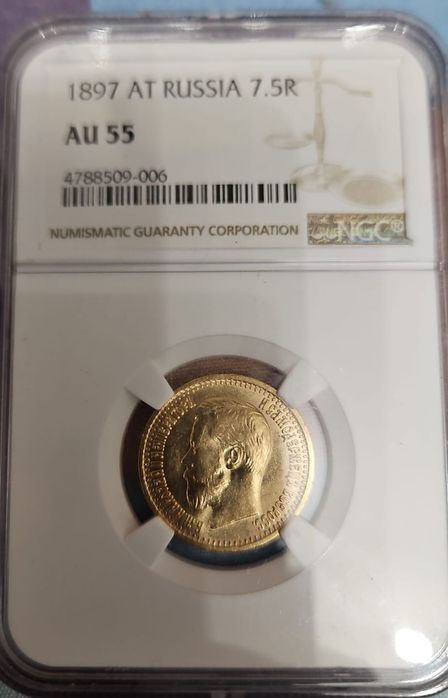 1897 AT RUSSIA 7.5R
AU 55
4788509-006
NUMISMATIC GUARANTY CORPORATION
NGC®